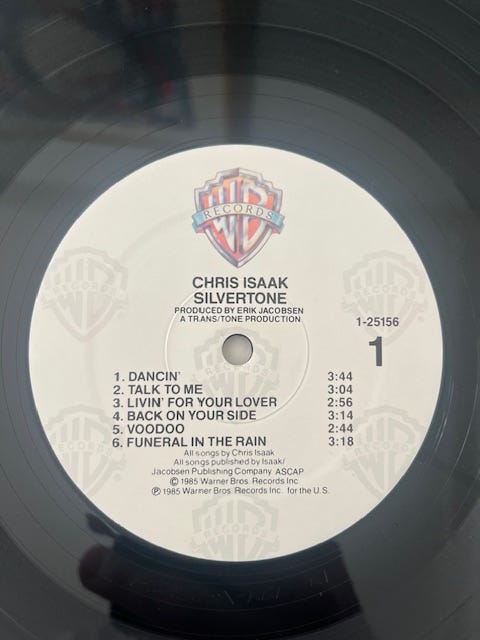 WB
RECORDS
CHRIS ISAAK
SILVERTONE
PRODUCED BY ERIK JACOBSEN
A TRANS/TONE PRODUCTION
1-25156
1
1. DANCIN' 3:44
2. TALK TO ME 3:04
3. LIVIN' FOR YOUR LOVER 2:56
4. BACK ON YOUR SIDE 3:14
5. VOODOO 2:44
6. FUNERAL IN THE RAIN 3:18
All songs by Chris Isaak
All songs published by Isaak/
Jacobsen Publishing Company ASCAP
© 1985 Warner Bros. Records Inc
℗ 1985 Warner Bros. Records Inc. for the U.S.